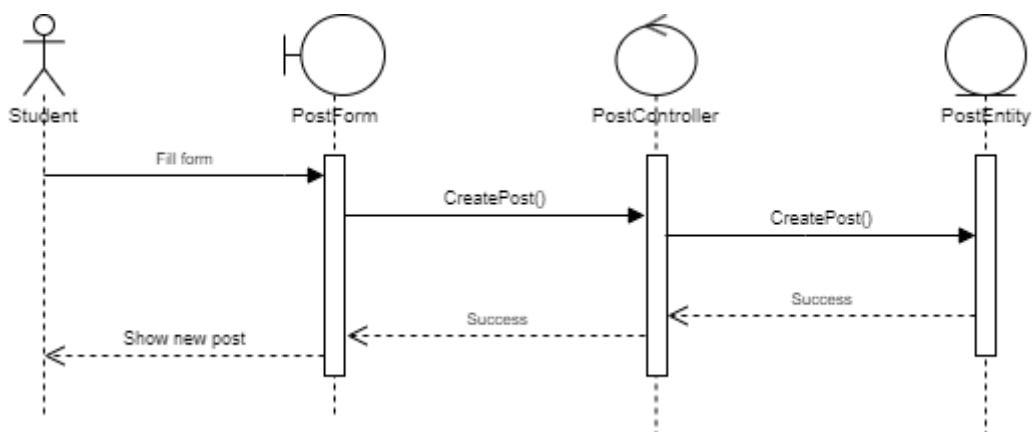 Student
PostForm
PostController
PostEntity
Fill form
CreatePost()
CreatePost()
Success
Success
Show new post